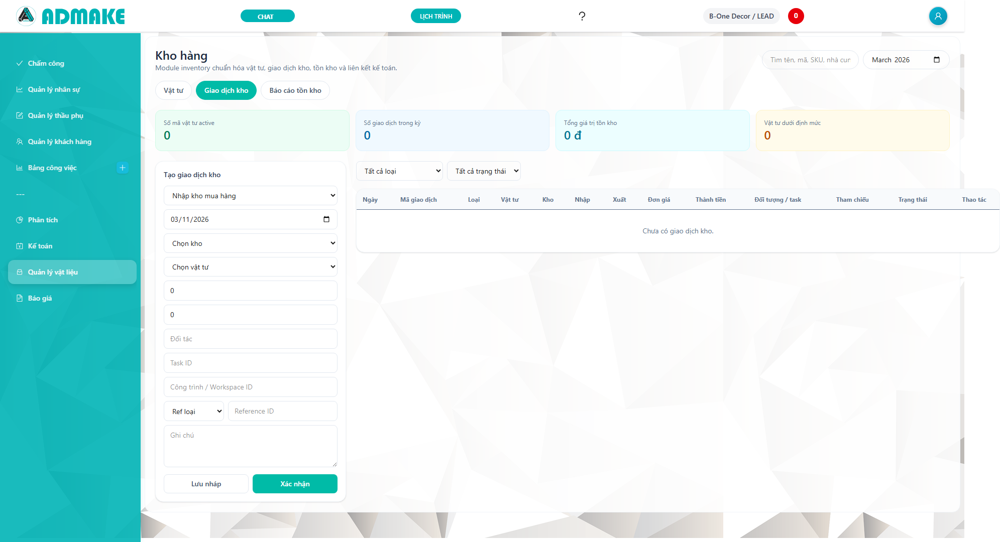 ADMAKE
CHAT
LỊCH TRÌNH
?
B-One Decor / LEAD
0
Chấm công
Quản lý nhân sự
Quản lý thầu phụ
Quản lý khách hàng
Bảng công việc
---
Phân tích
Kế toán
Quản lý vật liệu
Báo giá
Kho hàng
Module inventory chuẩn hóa vật tư, giao dịch kho, tồn kho và liên kết kế toán.
Tìm tên, mã, SKU, nhà cun
March 2026
Vật tư
Giao dịch kho
Báo cáo tồn kho
Số mã vật tư active
0
Số giao dịch trong kỳ
0
Tổng giá trị tồn kho
0 đ
Vật tư dưới định mức
0
Tạo giao dịch kho
Nhập kho mua hàng
03/11/2026
Chọn kho
Chọn vật tư
0
0
Đối tác
Task ID
Công trình / Workspace ID
Ref loại
Reference ID
Ghi chú
Lưu nháp
Xác nhận
Tất cả loại
Tất cả trạng thái
Ngày Mã giao dịch Loại Vật tư Kho Nhập Xuất Đơn giá Thành tiền Đối tượng / task Tham chiếu Trạng thái Thao tác
Chưa có giao dịch kho.